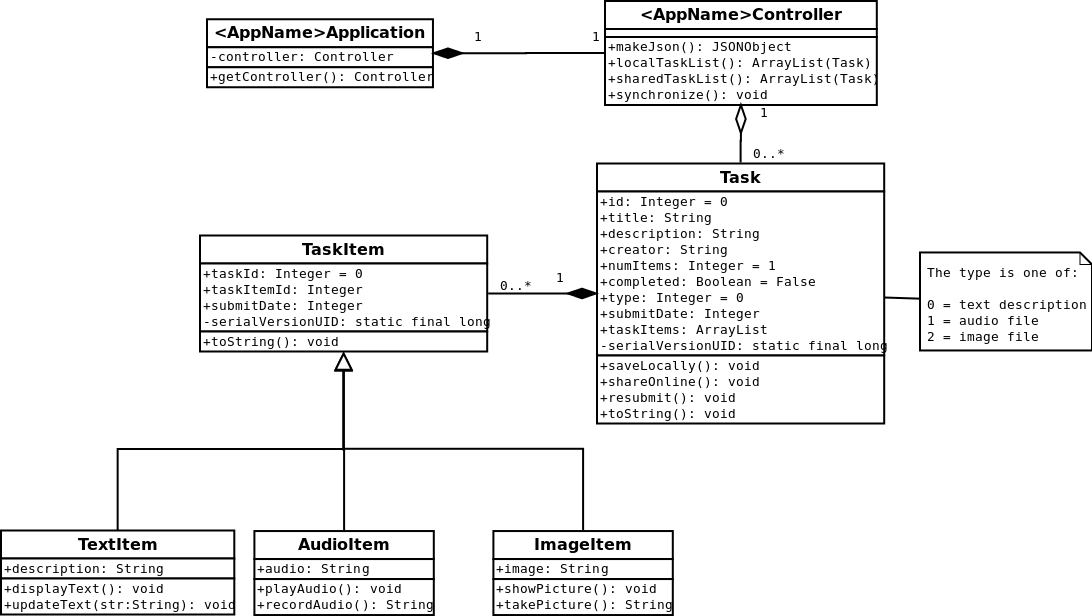 <AppName>Application
-controller: Controller
+getController(): Controller
1
1
<AppName>Controller
+makeJson(): JSONObject
+localTaskList(): ArrayList(Task)
+sharedTaskList(): ArrayList(Task)
+synchronize(): void
1
0..*
Task
+id: Integer = 0
+title: String
+description: String
+creator: String
+numItems: Integer = 1
+completed: Boolean = False
+type: Integer = 0
+submitDate: Integer
+taskItems: ArrayList
-serialVersionUID: static final long
+saveLocally(): void
+shareOnline(): void
+resubmit(): void
+toString(): void
The type is one of:
0 = text description
1 = audio file
2 = image file
0..*
1
TaskItem
+taskId: Integer = 0
+taskItemId: Integer
+submitDate: Integer
-serialVersionUID: static final long
+toString(): void
TextItem
+description: String
+displayText(): void
+updateText(str:String): void
AudioItem
+audio: String
+playAudio(): void
+recordAudio(): String
ImageItem
+image: String
+showPicture(): void
+takePicture(): String